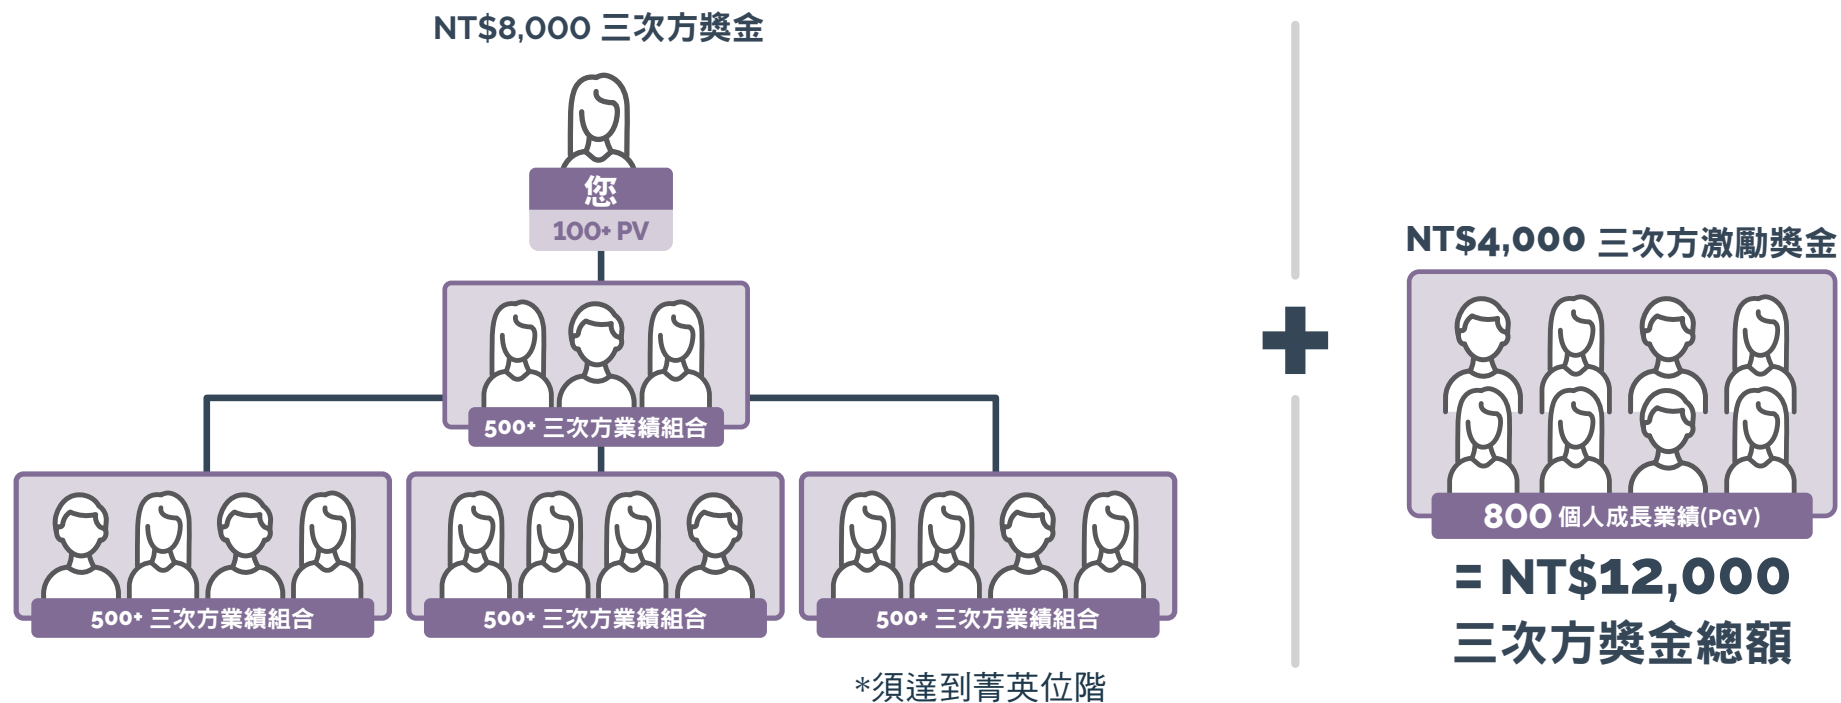 NT$8,000 三次方獎金
您
100+ PV
500+ 三次方業績組合
500+ 三次方業績組合
500+ 三次方業績組合
500+ 三次方業績組合
*須達到菁英位階
NT$4,000 三次方激勵獎金
800 個人成長業績(PGV)
= NT$12,000
三次方獎金總額